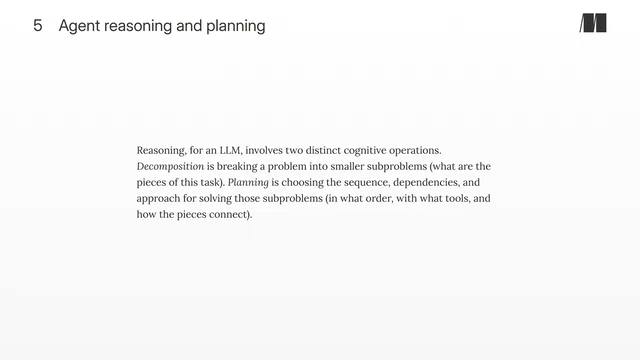 5 Agent reasoning and planning
Reasoning, for an LLM, involves two distinct cognitive operations.
Decomposition is breaking a problem into smaller subproblems (what are the
pieces of this task). Planning is choosing the sequence, dependencies, and
approach for solving those subproblems (in what order, with what tools, and
how the pieces connect).